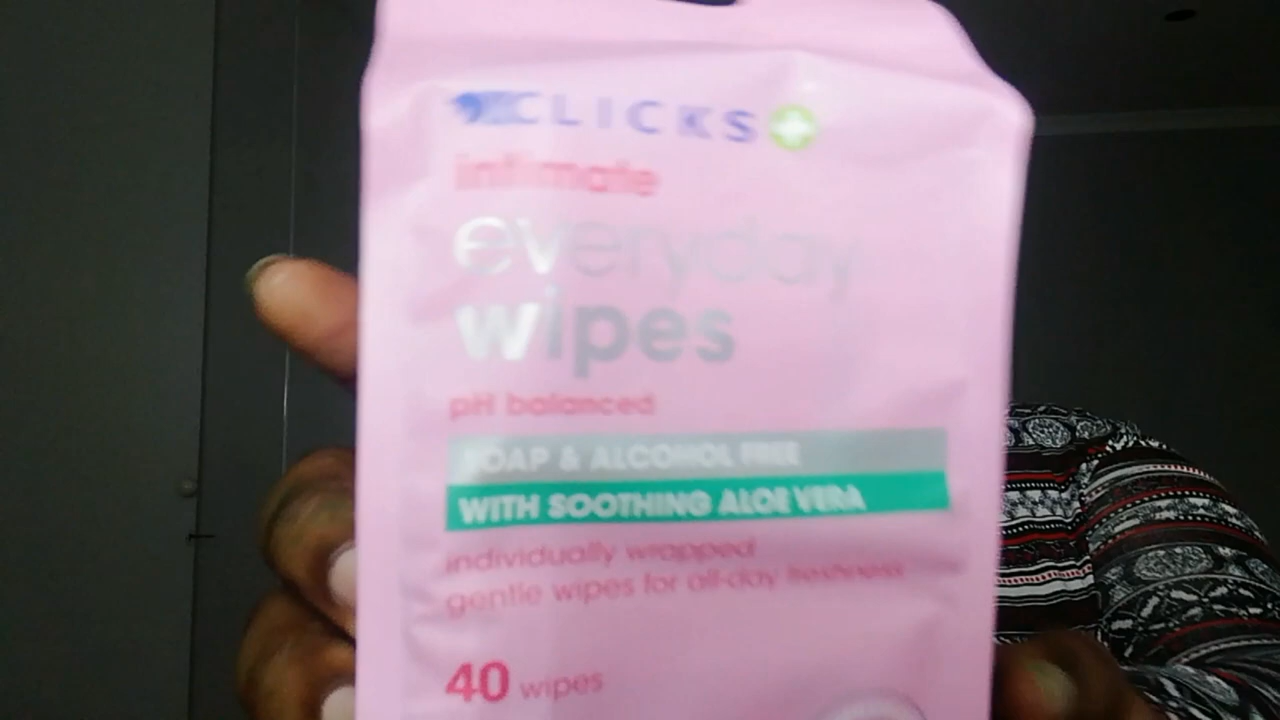 CLICKS
intimate
everyday
wipes
pH balanced
SOAP & ALCOHOL FREE
WITH SOOTHING ALOE VERA
individually wrapped
gentle wipes for all-day freshness
40 wipes